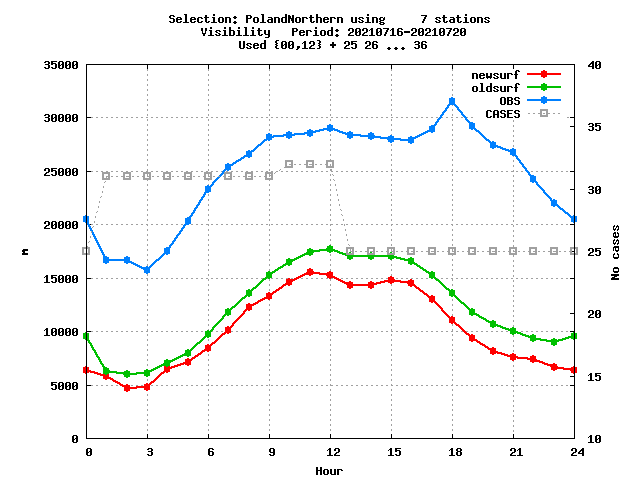 Selection: PolandNorthern using 7 stations
Visibility Period: 20210716-20210720
Used {00,12} + 25 26 ... 36
35000
30000
25000
20000
15000
10000
5000
0
m
40
35
30
25
20
15
10
No cases
newsurf
oldsurf
OBS
CASES
0 3 6 9 12 15 18 21 24
Hour